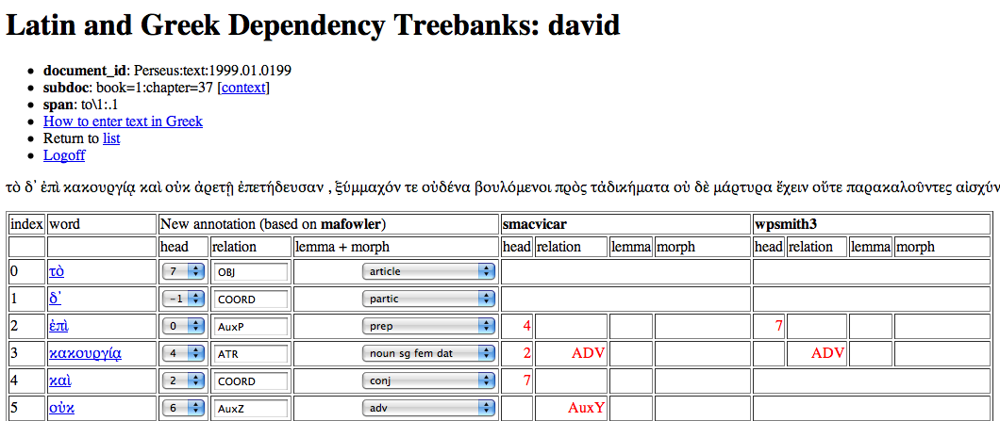 Latin and Greek Dependency Treebanks: david
document_id: Perseus:text:1999.01.0199
subdoc: book=1:chapter=37 [context]
span: to\1:.1
How to enter text in Greek
Return to list
Logoff
τὸ δ᾽ ἐπὶ κακουργίᾳ καὶ οὐκ ἀρετῇ ἐπετήδευσαν , ξύμμαχόν τε οὐδένα βουλόμενοι πρὸς τἀδικήματα οὐ δὲ μάρτυρα ἔχειν οὔτε παρακαλοῦντες αἰσχύν
index word New annotation (based on mafowler) smacvicar wpsmith3
head relation lemma + morph head relation lemma morph head relation lemma morph
0 τὸ 7 OBJ article
1 δ᾽ -1 COORD partic
2 ἐπὶ 0 AuxP prep 4 7
3 κακουργίᾳ 4 ATR noun sg fem dat 2 ADV ADV
4 καὶ 2 COORD conj 7
5 οὐκ 6 AuxZ adv AuxY